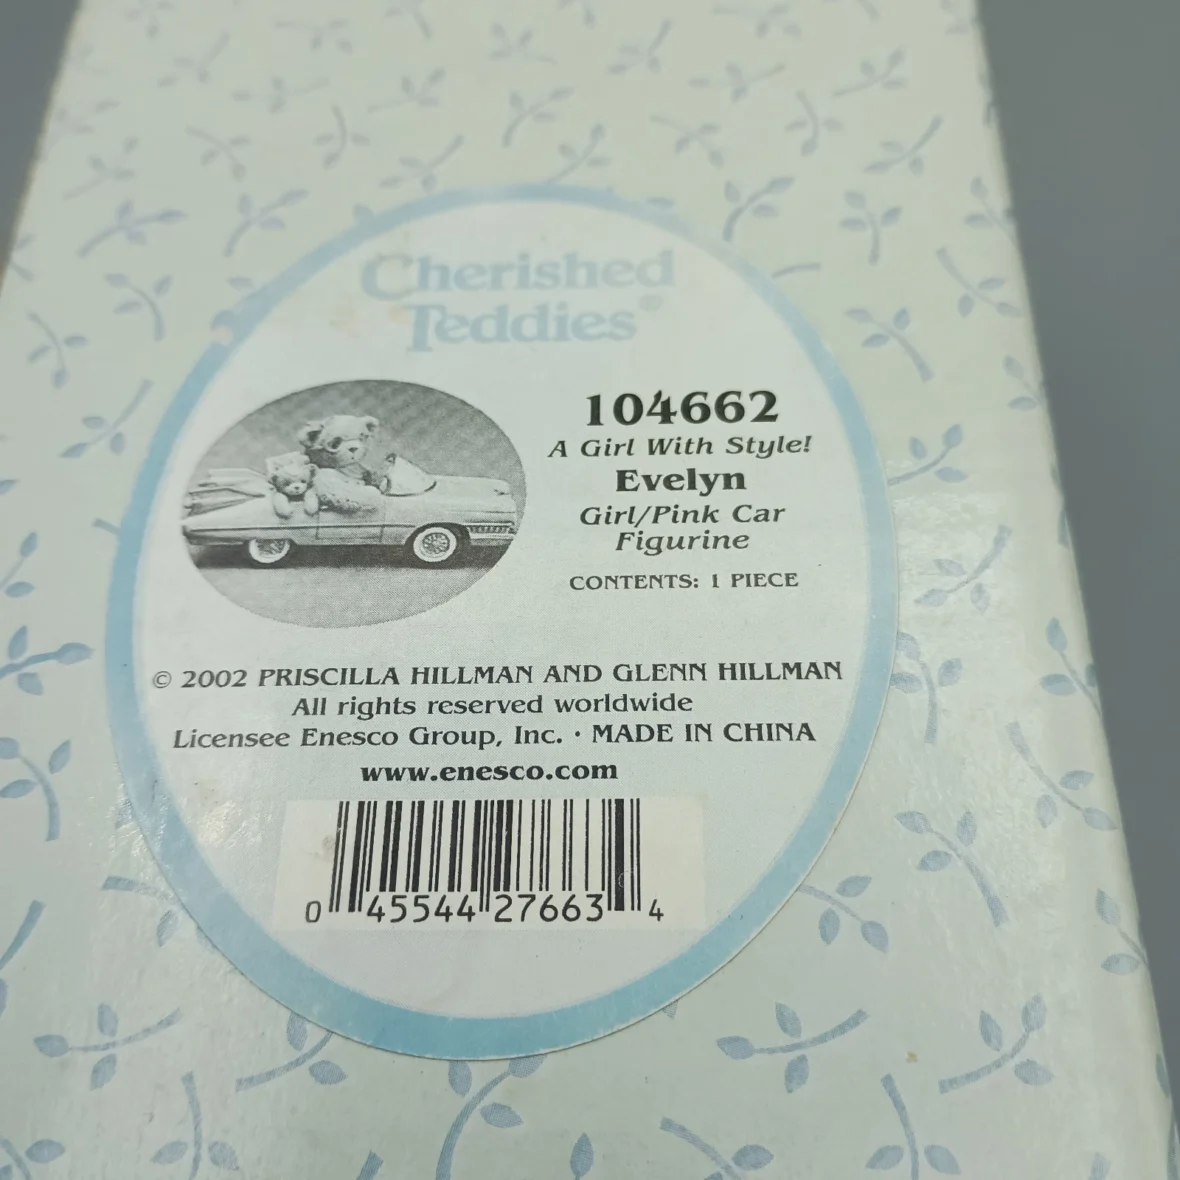 Cherished
Teddies®
104662
A Girl With Style!
Evelyn
Girl/Pink Car
Figurine
CONTENTS: 1 PIECE
© 2002 PRISCILLA HILLMAN AND GLENN HILLMAN
All rights reserved worldwide
Licensee Enesco Group, Inc. · MADE IN CHINA
www.enesco.com
0 45544 27663 4